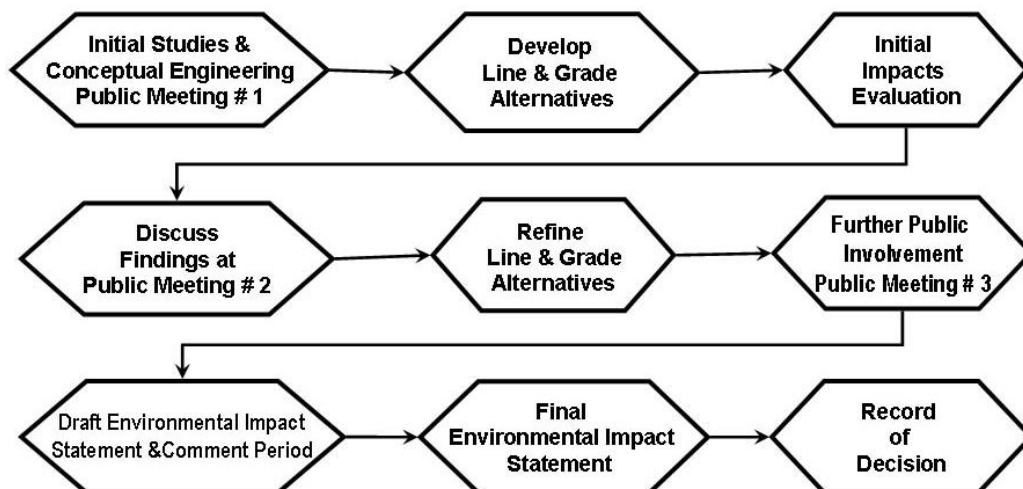 Initial Studies &
Conceptual Engineering
Public Meeting # 1
Develop
Line & Grade
Alternatives
Initial
Impacts
Evaluation
Discuss
Findings at
Public Meeting # 2
Refine
Line & Grade
Alternatives
Further Public
Involvement
Public Meeting # 3
Draft Environmental Impact
Statement &Comment Period
Final
Environmental Impact
Statement
Record
of
Decision